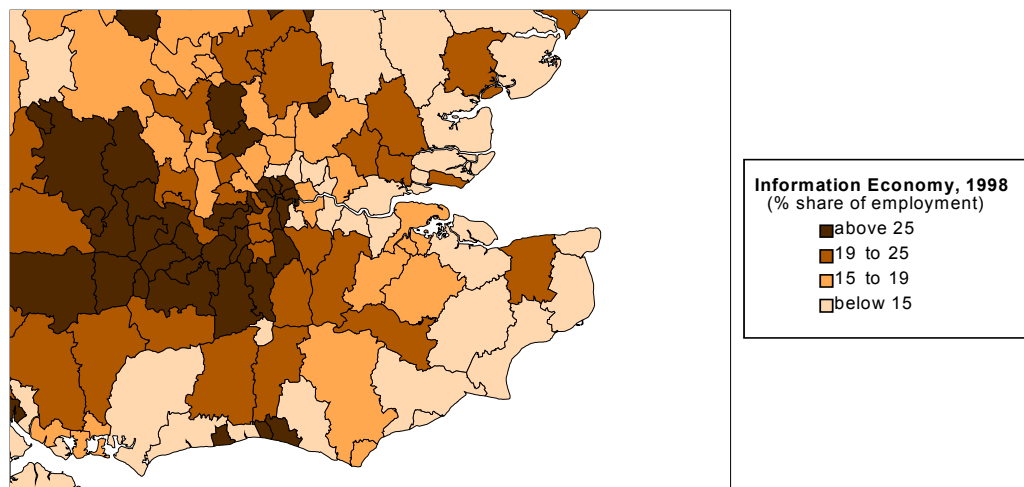 Information Economy, 1998
(% share of employment)
above 25
19 to 25
15 to 19
below 15